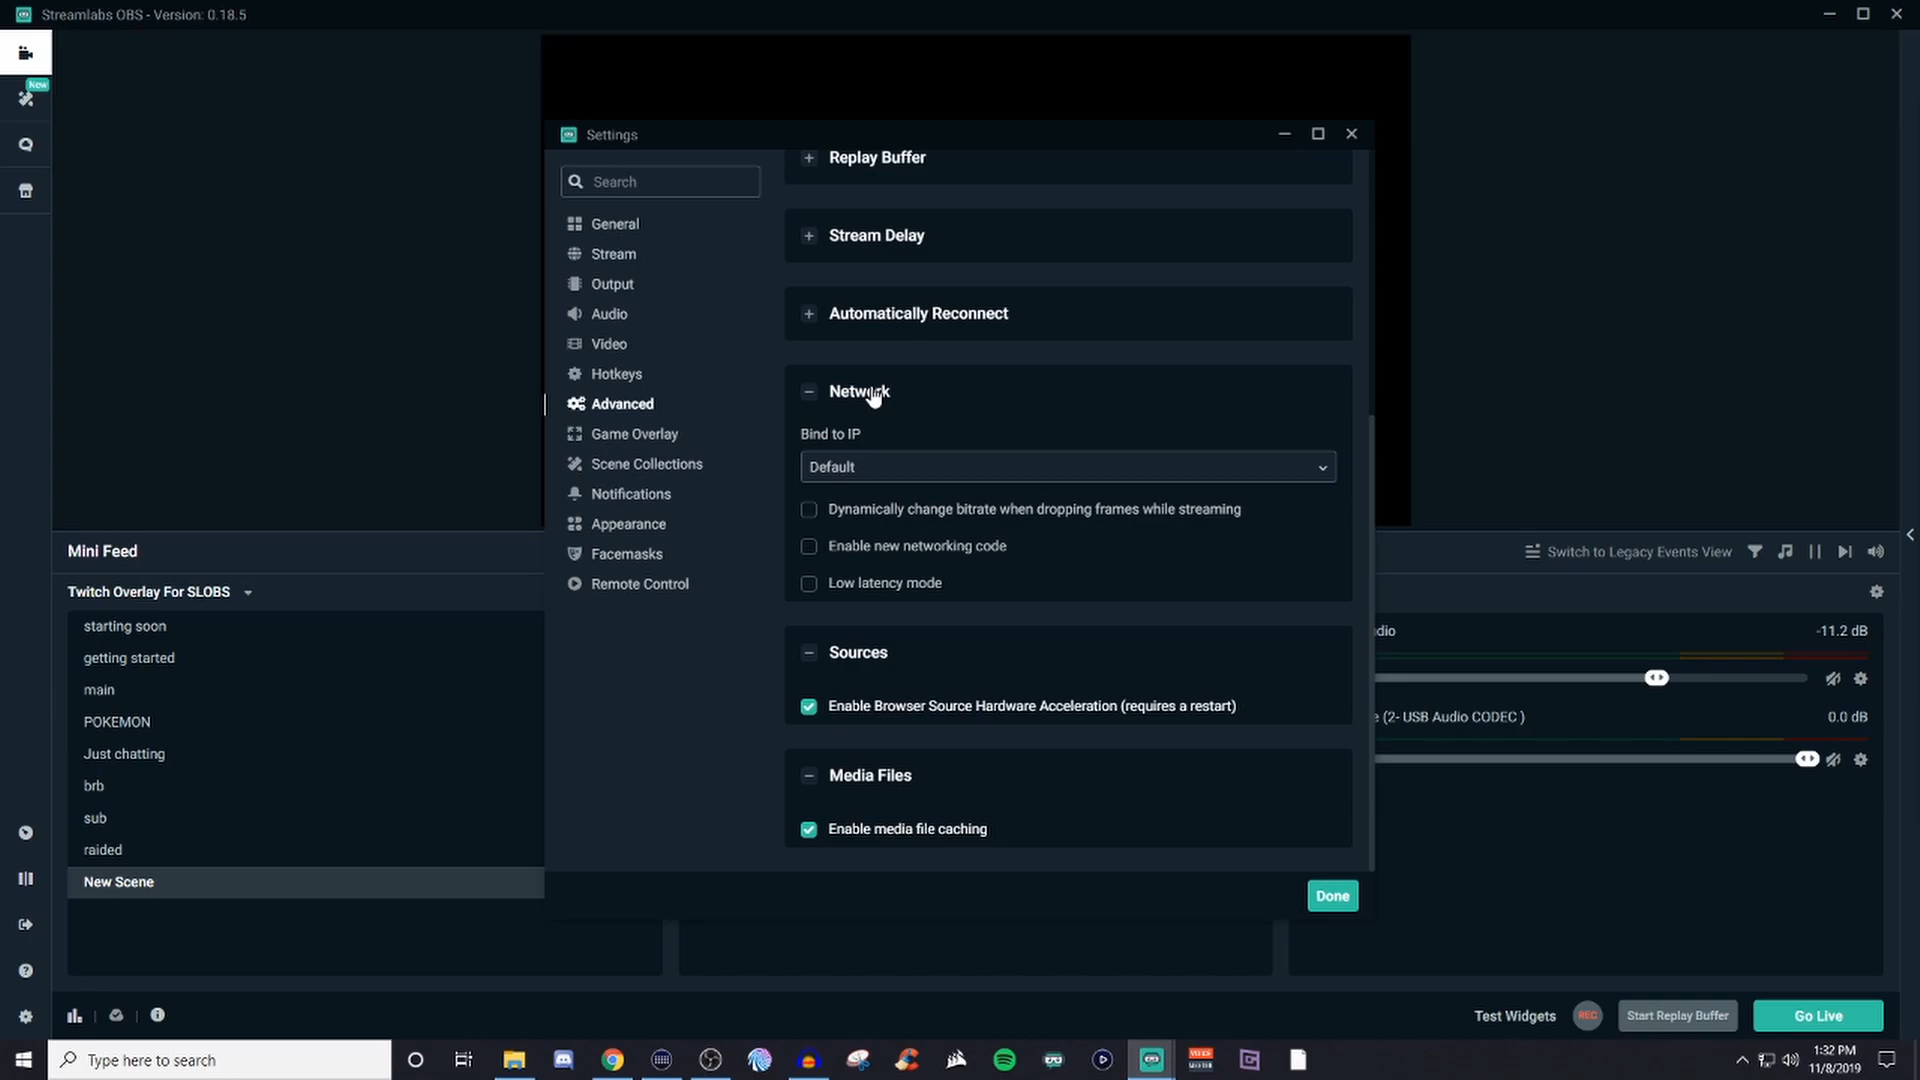 Streamlabs OBS - Version: 0.18.5
New
Settings
Search
General
Stream
Output
Audio
Video
Hotkeys
Advanced
Game Overlay
Scene Collections
Notifications
Appearance
Facemasks
Remote Control
Replay Buffer
Stream Delay
Automatically Reconnect
Network
Bind to IP
Default
Dynamically change bitrate when dropping frames while streaming
Enable new networking code
Low latency mode
Sources
Enable Browser Source Hardware Acceleration (requires a restart)
Media Files
Enable media file caching
Done
Mini Feed
Switch to Legacy Events View
Twitch Overlay For SLOBS
starting soon
getting started
main
POKEMON
Just chatting
brb
sub
raided
New Scene
dio
-11.2 dB
e (2- USB Audio CODEC )
0.0 dB
Test Widgets
REC
Start Replay Buffer
Go Live
Type here to search
1:32 PM
11/8/2019